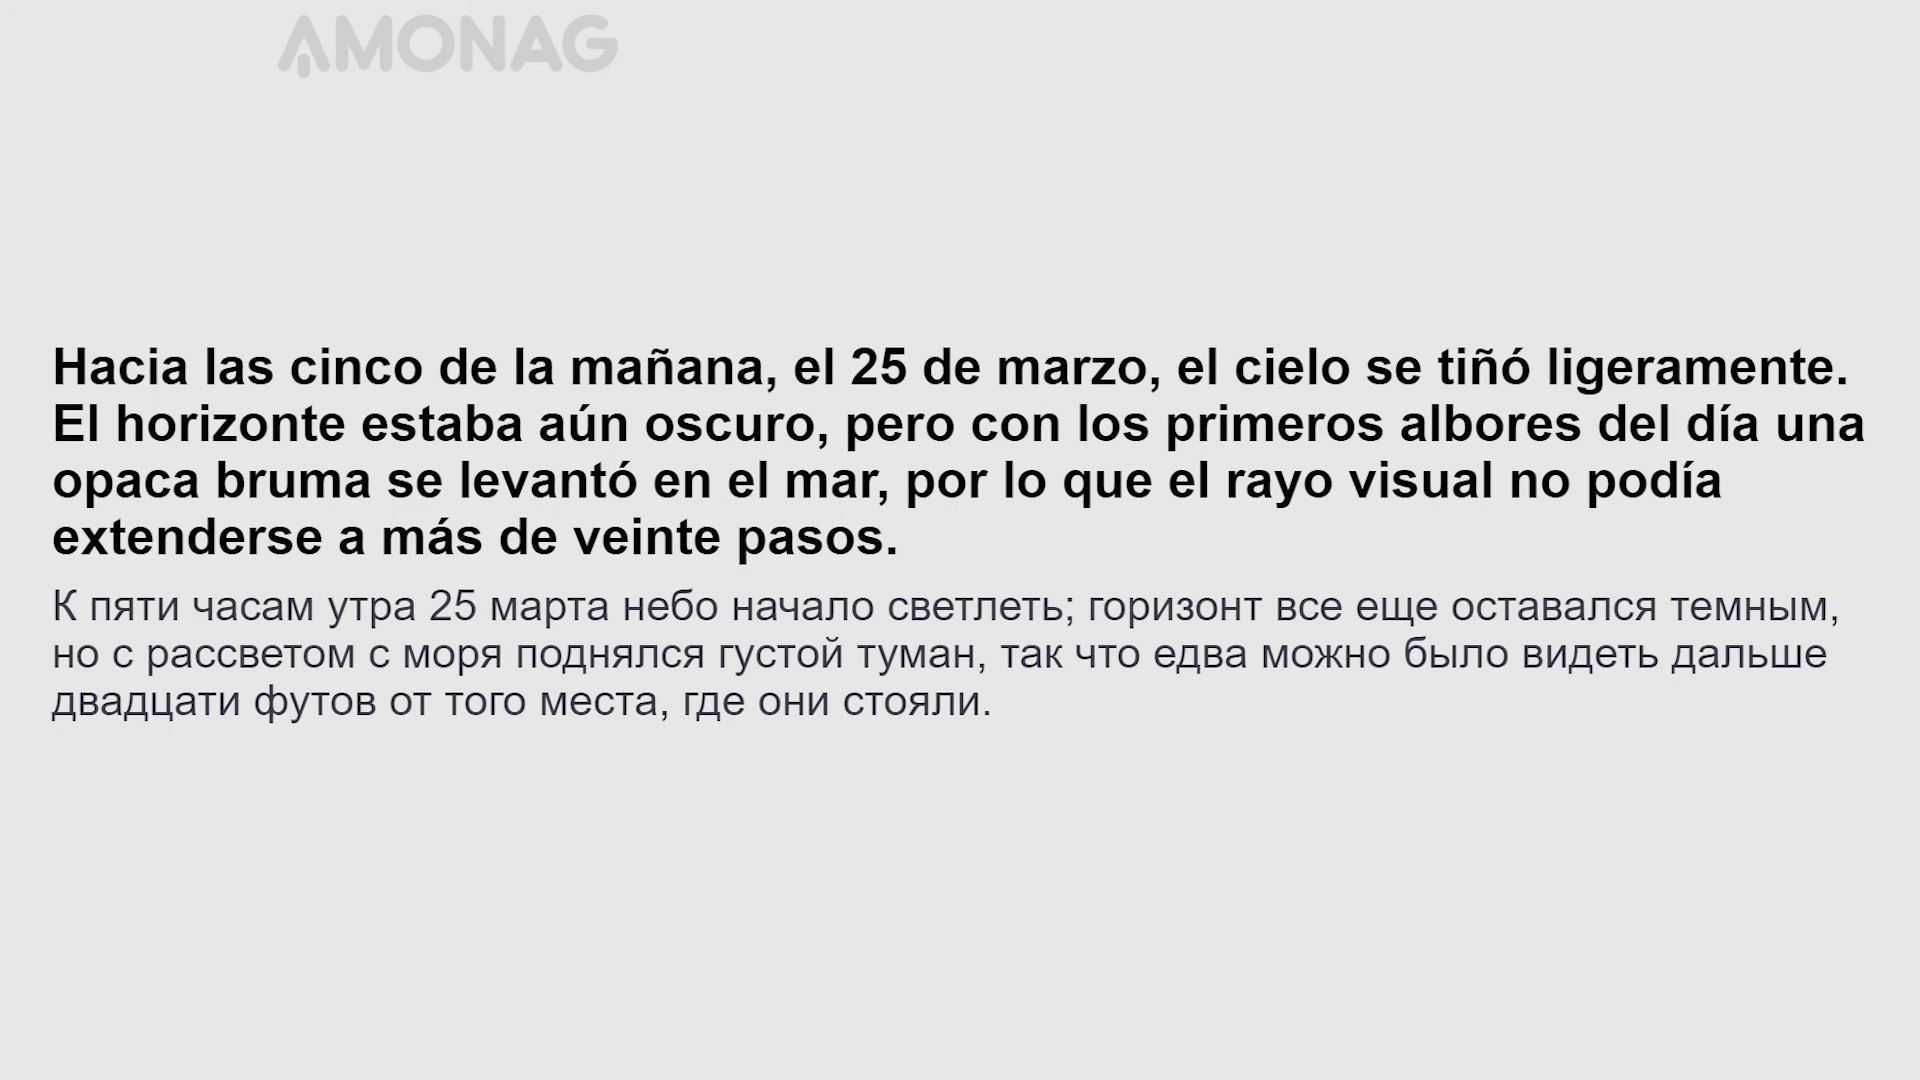 AMONAG
Hacia las cinco de la mañana, el 25 de marzo, el cielo se tiñó ligeramente.
El horizonte estaba aún oscuro, pero con los primeros albores del día una
opaca bruma se levantó en el mar, por lo que el rayo visual no podía
extenderse a más de veinte pasos.
К пяти часам утра 25 марта небо начало светлеть; горизонт все еще оставался темным,
но с рассветом с моря поднялся густой туман, так что едва можно было видеть дальше
двадцати футов от того места, где они стояли.